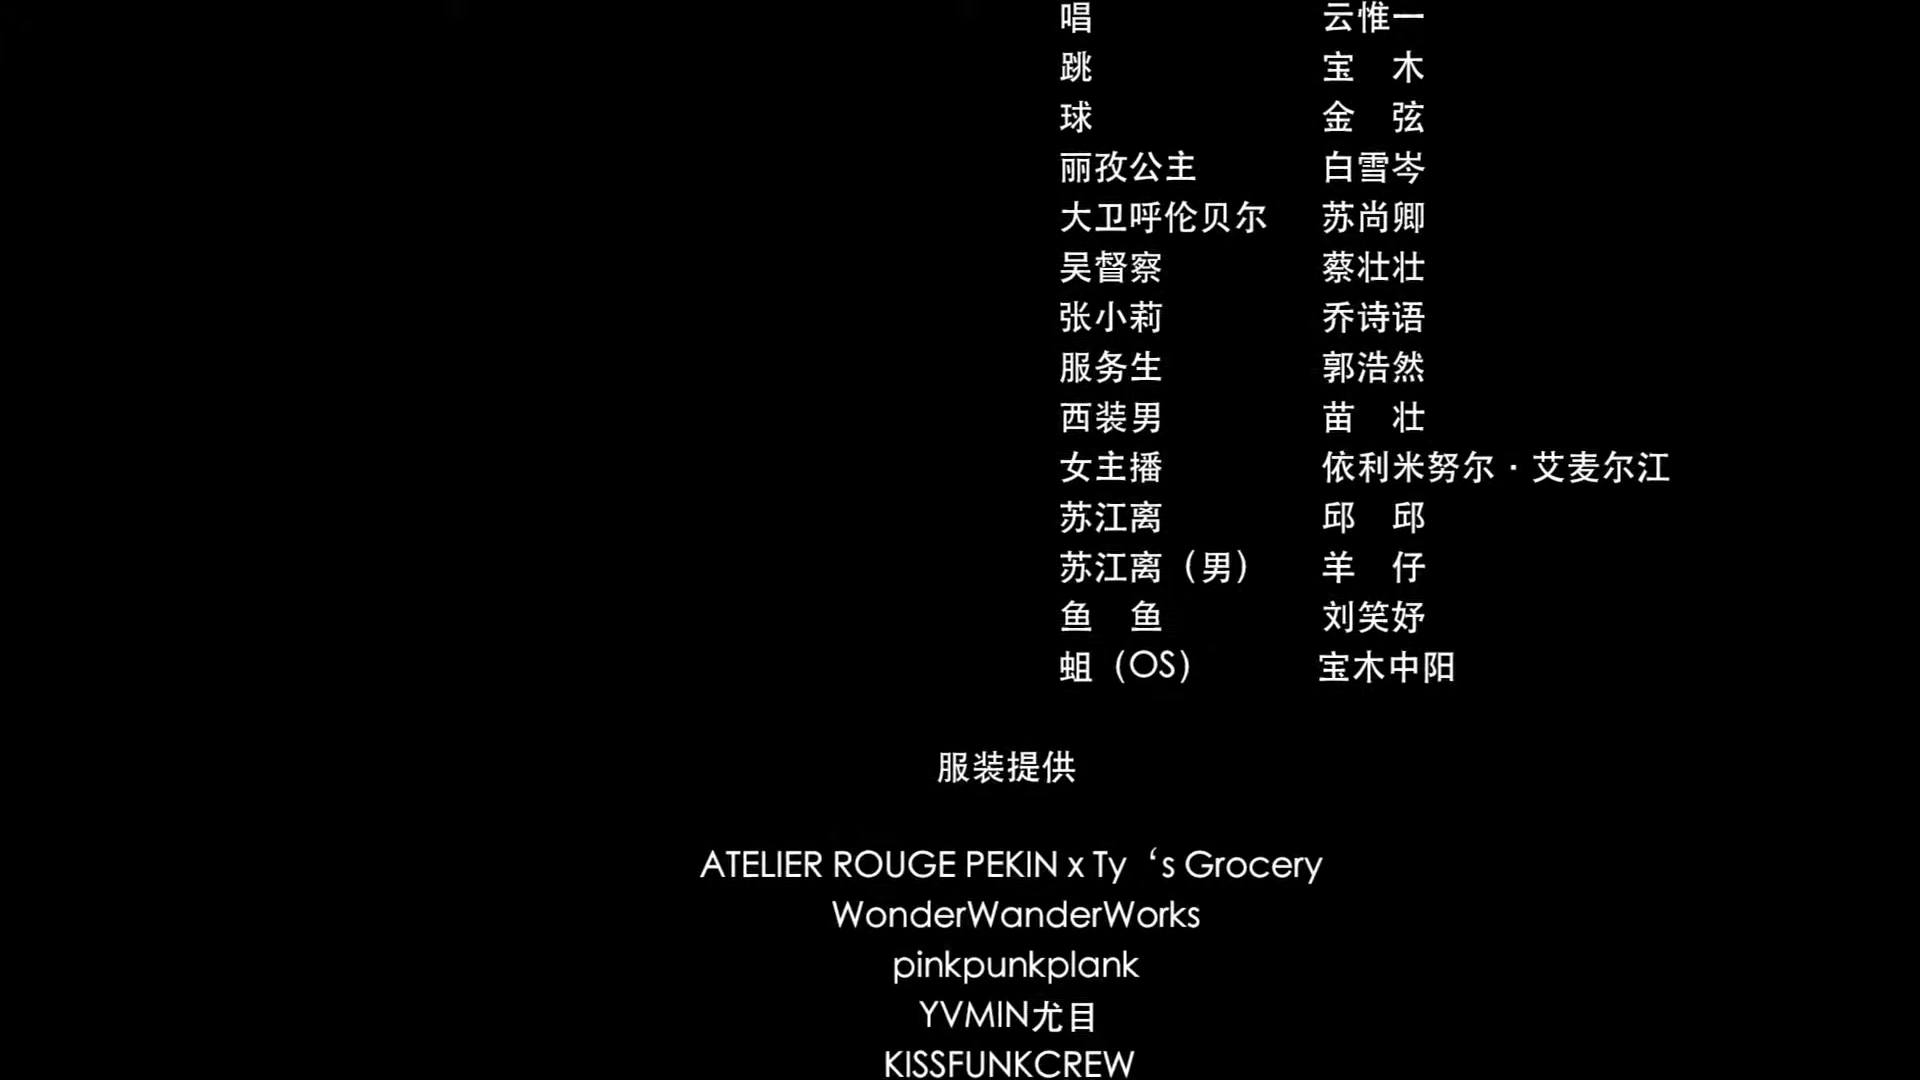 唱 云惟一
跳 宝 木
球 金 弦
丽孜公主 白雪岑
大卫呼伦贝尔 苏尚卿
吴督察 蔡壮壮
张小莉 乔诗语
服务生 郭浩然
西装男 苗 壮
女主播 依利米努尔·艾麦尔江
苏江离 邱 邱
苏江离（男） 羊 仔
鱼 鱼 刘笑妤
蛆（OS） 宝木中阳
服装提供
ATELIER ROUGE PEKIN x Ty‘s Grocery
WonderWanderWorks
pinkpunkplank
YVMIN尤目
KISSFUNKCREW